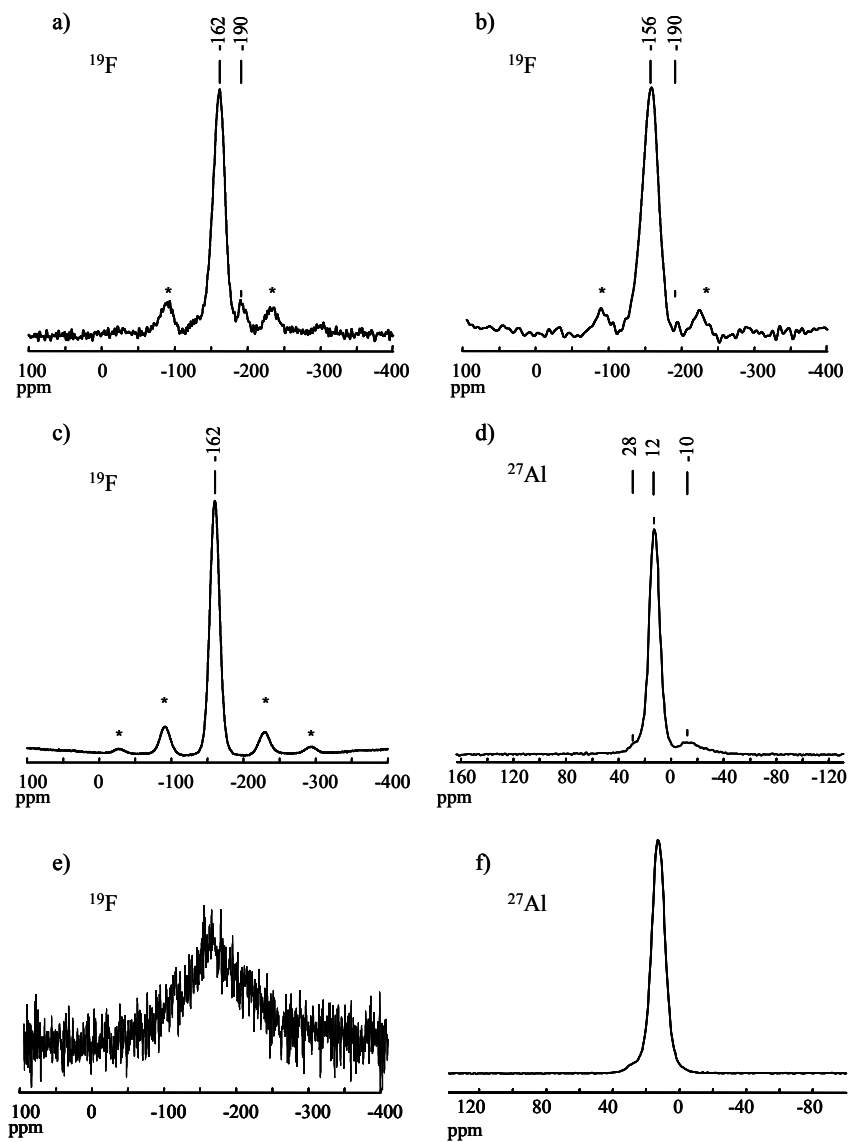 a)
-162
-190
19F
* *
100 0 -100 -200 -300 -400
ppm
b)
-156
-190
19F
* *
100 0 -100 -200 -300 -400
ppm
c)
-162
19F
* * * *
100 0 -100 -200 -300 -400
ppm
d)
28
12
-10
27Al
160 120 80 40 0 -40 -80 -120
ppm
e)
19F
100 0 -100 -200 -300 -400
ppm
f)
27Al
120 80 40 0 -40 -80
ppm